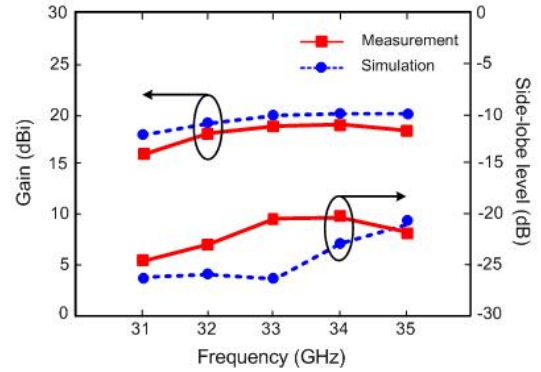 30
25
20
15
10
5
0
Gain (dBi)
Measurement
Simulation
0
-5
-10
-15
-20
-25
-30
Side-lobe level (dB)
31 32 33 34 35
Frequency (GHz)